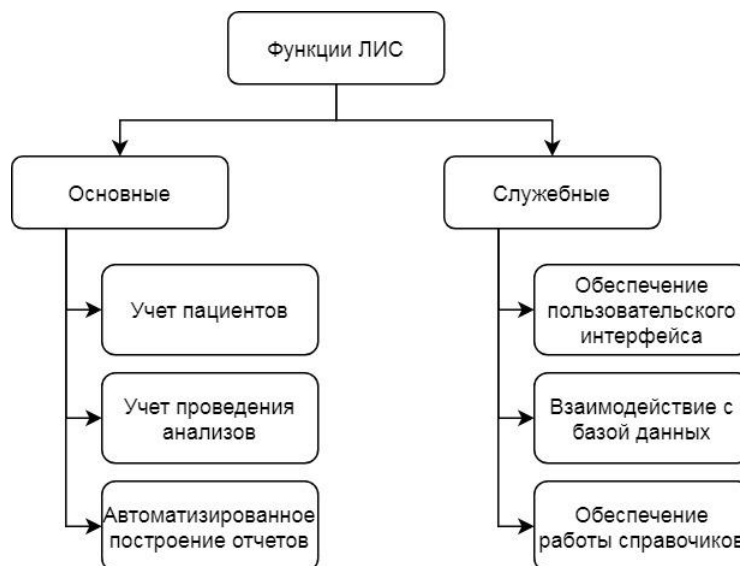 Функции ЛИС
Основные
Учет пациентов
Учет проведения
анализов
Автоматизированное
построение отчетов
Служебные
Обеспечение
пользовательского
интерфейса
Взаимодействие с
базой данных
Обеспечение
работы справочиков